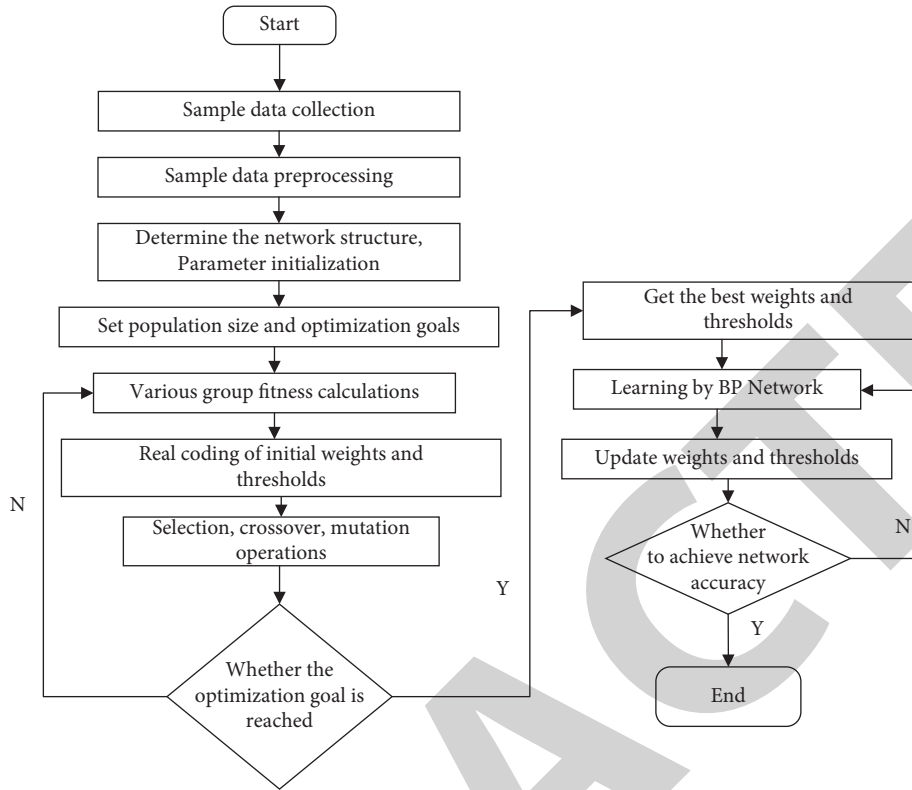 Start
Sample data collection
Sample data preprocessing
Determine the network structure,
Parameter initialization
Set population size and optimization goals
Various group fitness calculations
Real coding of initial weights and
thresholds
Selection, crossover, mutation
operations
Whether the
optimization goal is
reached
N
Y
Get the best weights and
thresholds
Learning by BP Network
Update weights and thresholds
Whether
to achieve network
accuracy
N
Y
End